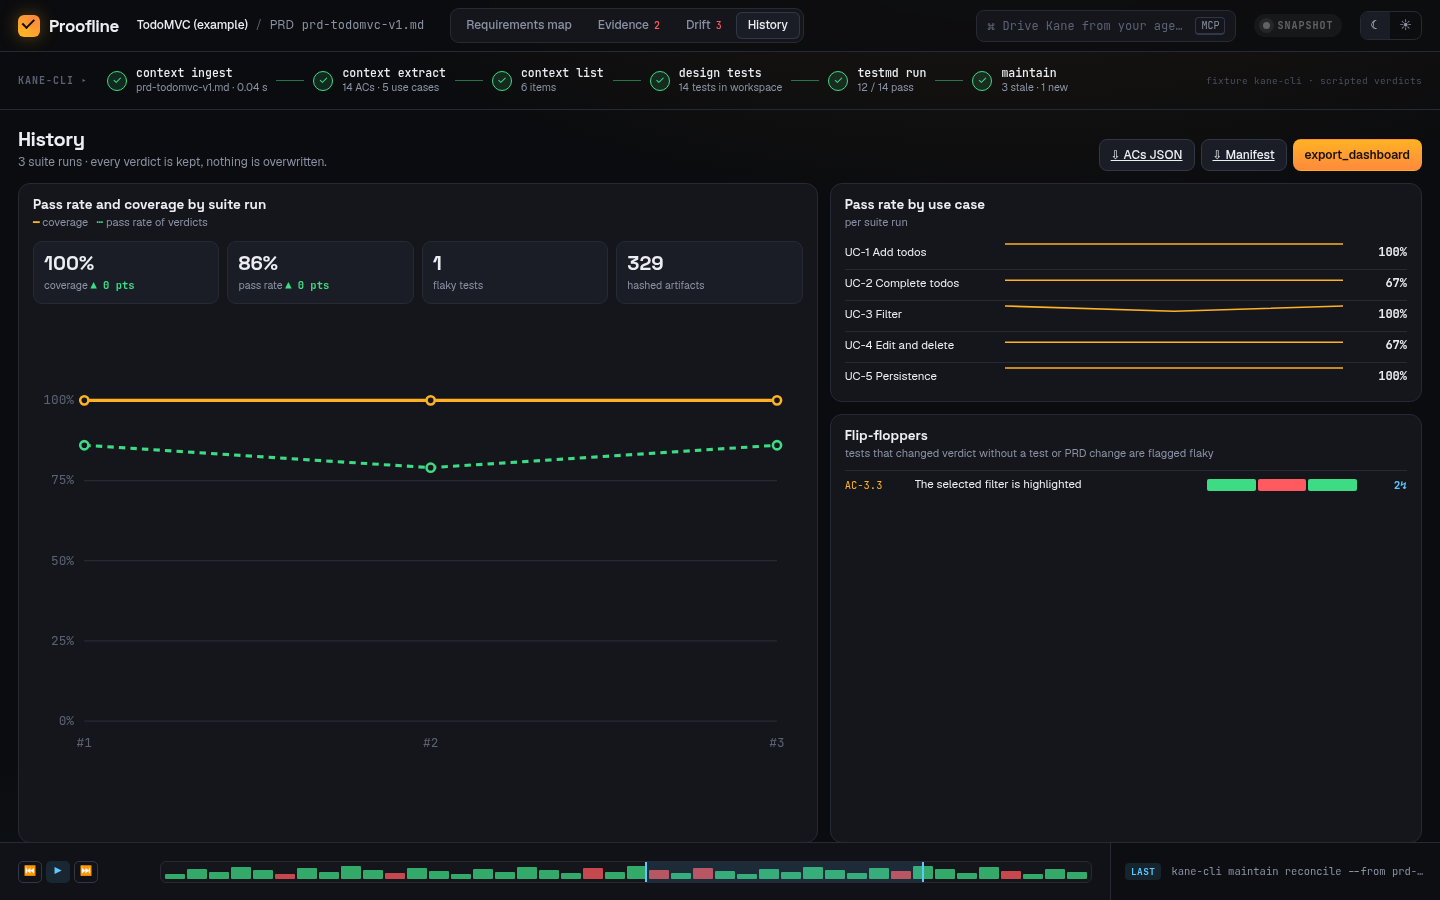 Proofline
TodoMVC (example) / PRD prd-todomvc-v1.md
Requirements map
Evidence 2
Drift 3
History
⌘ Drive Kane from your age… MCP
SNAPSHOT
KANE-CLI
context ingest
prd-todomvc-v1.md · 0.04 s
context extract
14 ACs · 5 use cases
context list
6 items
design tests
14 tests in workspace
testmd run
12 / 14 pass
maintain
3 stale · 1 new
fixture kane-cli · scripted verdicts
History
3 suite runs · every verdict is kept, nothing is overwritten.
⇩ ACs JSON
⇩ Manifest
export_dashboard
Pass rate and coverage by suite run
coverage pass rate of verdicts
100%
coverage ▲ 0 pts
86%
pass rate ▲ 0 pts
1
flaky tests
329
hashed artifacts
100%
75%
50%
25%
0%
#1 #2 #3
Pass rate by use case
per suite run
UC-1 Add todos 100%
UC-2 Complete todos 67%
UC-3 Filter 100%
UC-4 Edit and delete 67%
UC-5 Persistence 100%
Flip-floppers
tests that changed verdict without a test or PRD change are flagged flaky
AC-3.3 The selected filter is highlighted 2↯
LAST kane-cli maintain reconcile --from prd-…